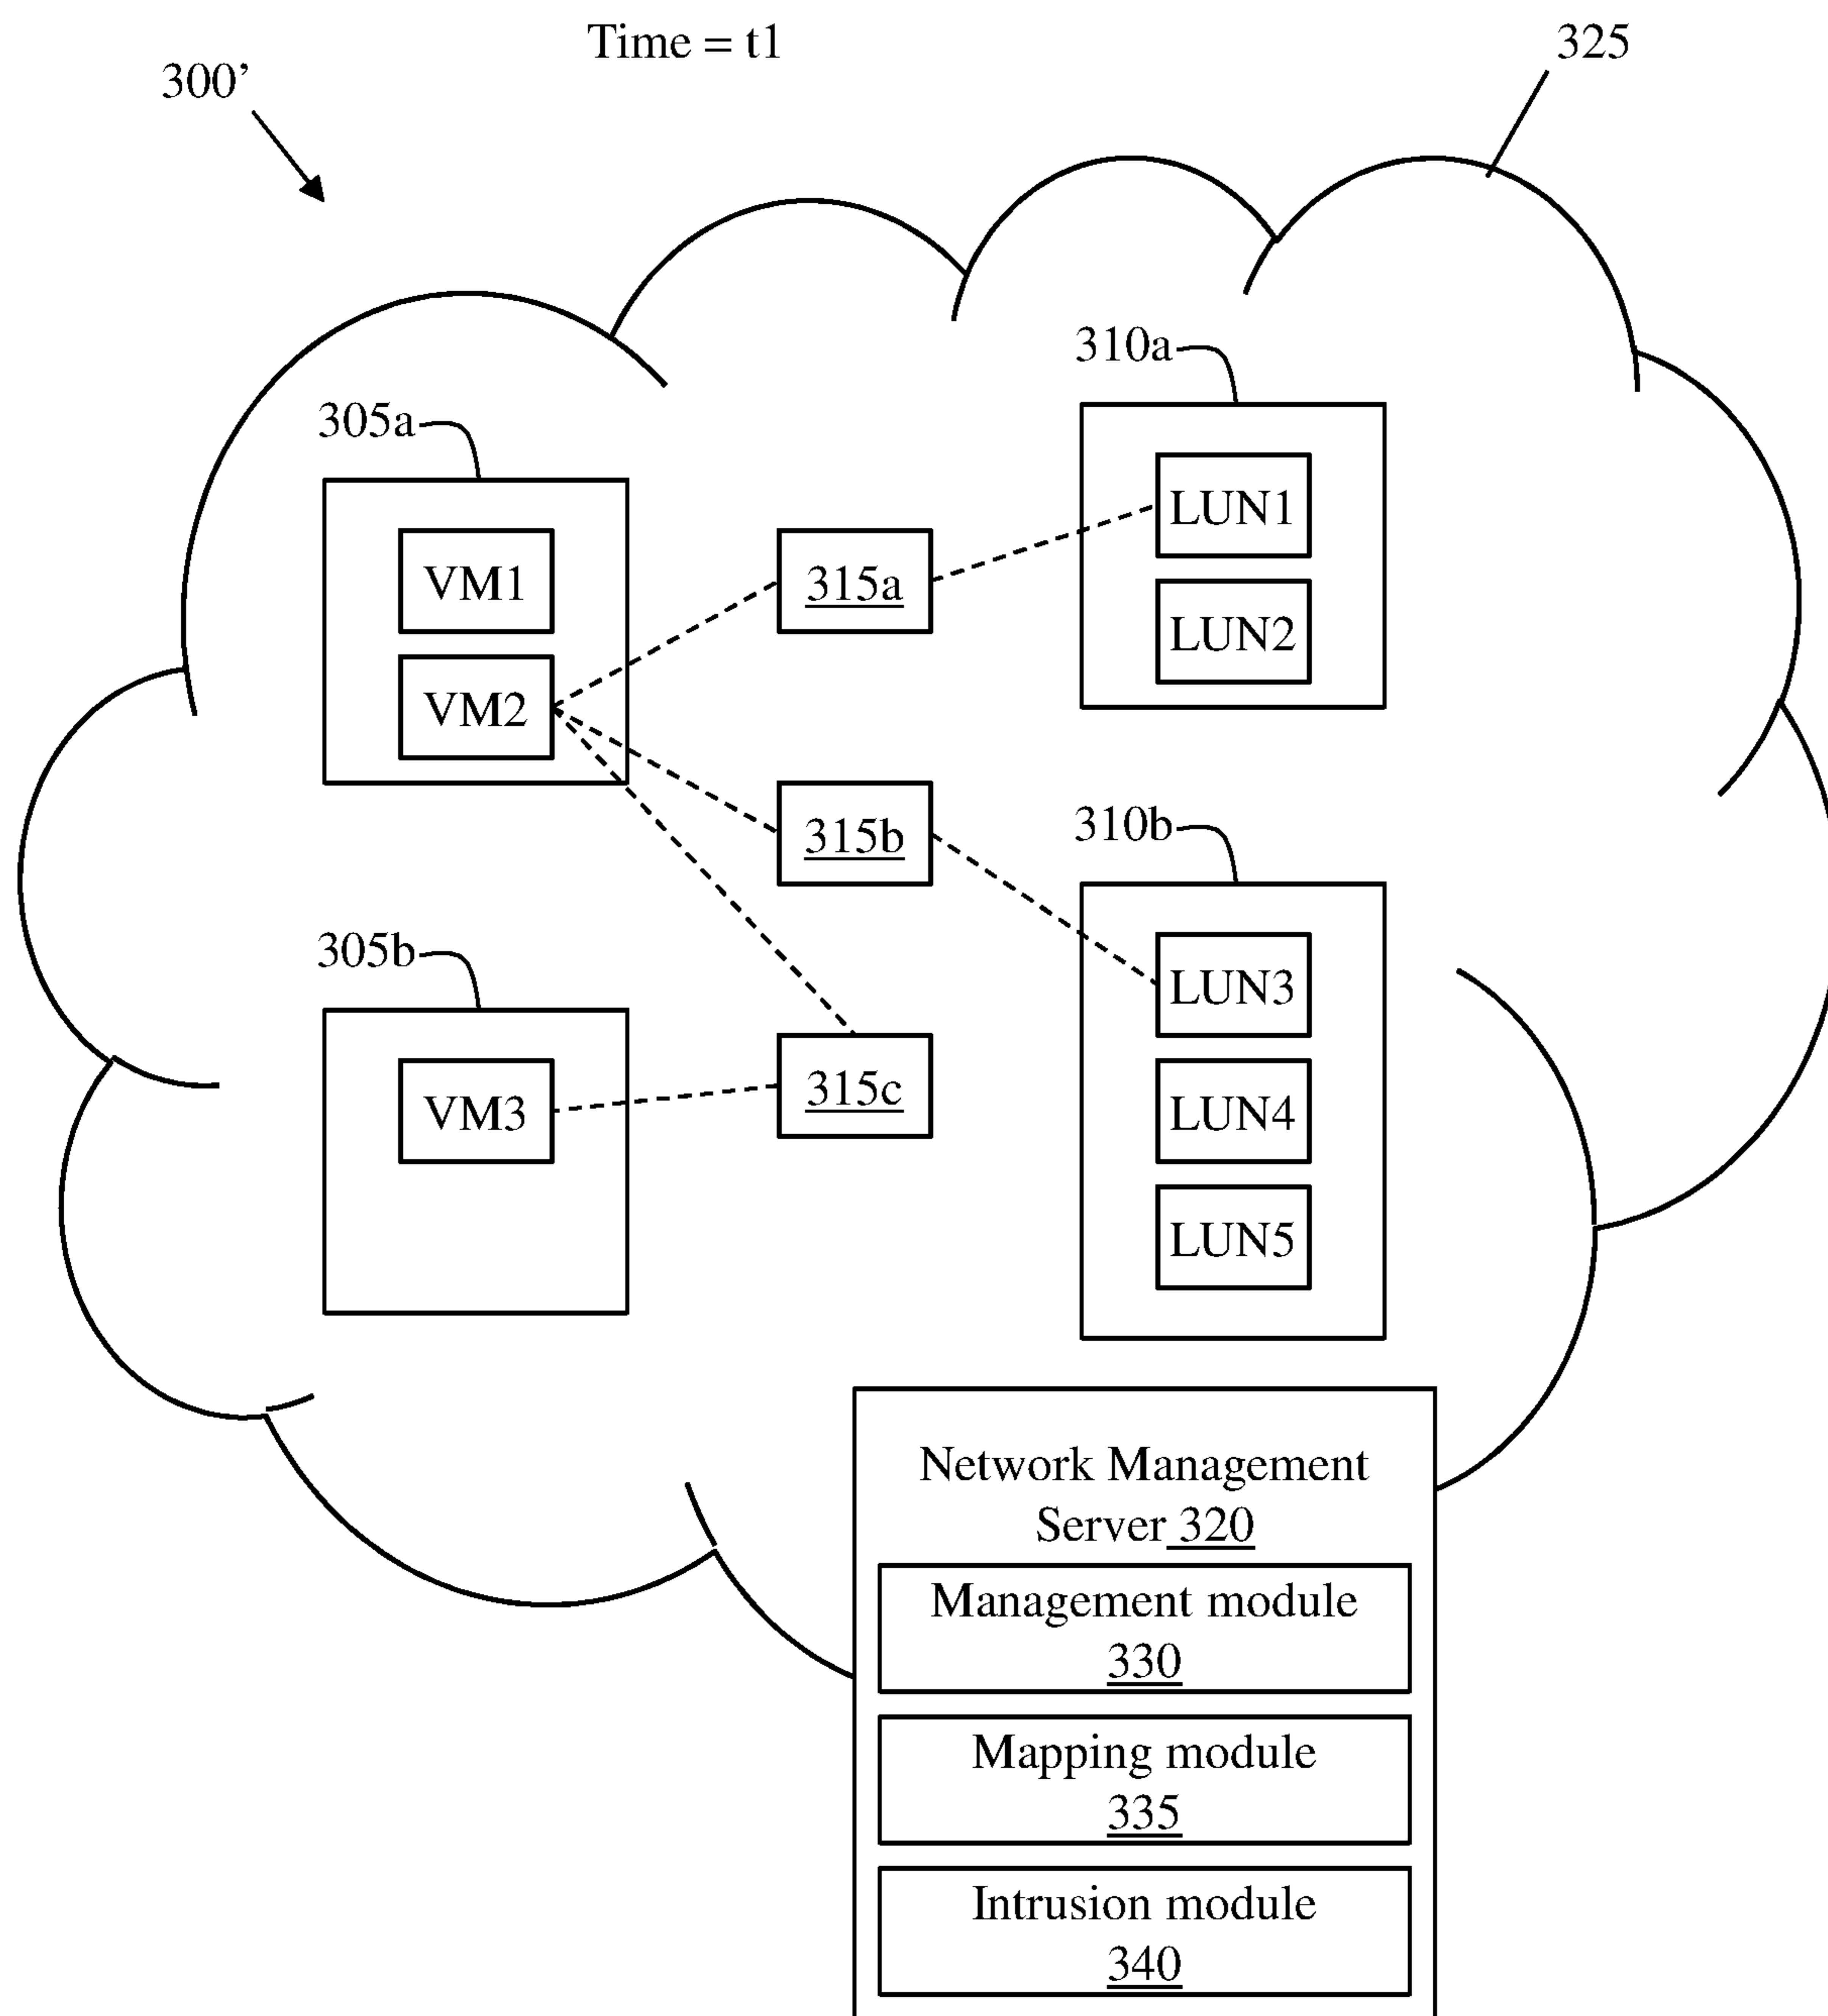 Time = t1
325
300’
310a
305a
LUN1
VM1
315a
LUN2
VM2
315b
310b
305b
LUN3
VM3
315c
LUN4
LUN5
Network Management
Server 320
Management module
330
Mapping module
335
Intrusion module
340